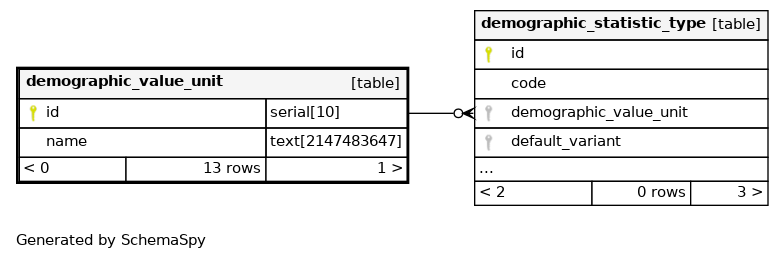 demographic_value_unit [table]
id serial[10]
name text[2147483647]
< 0 13 rows 1 >
demographic_statistic_type [table]
id
code
demographic_value_unit
default_variant
...
< 2 0 rows 3 >
Generated by SchemaSpy